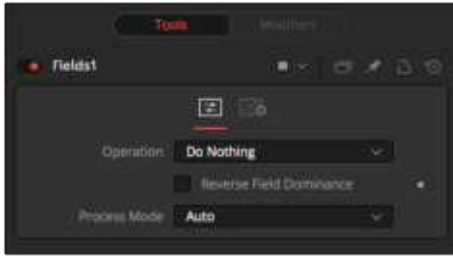 Tools Modifiers
Fields1
Operation Do Nothing
Reverse Field Dominance
Process Mode Auto